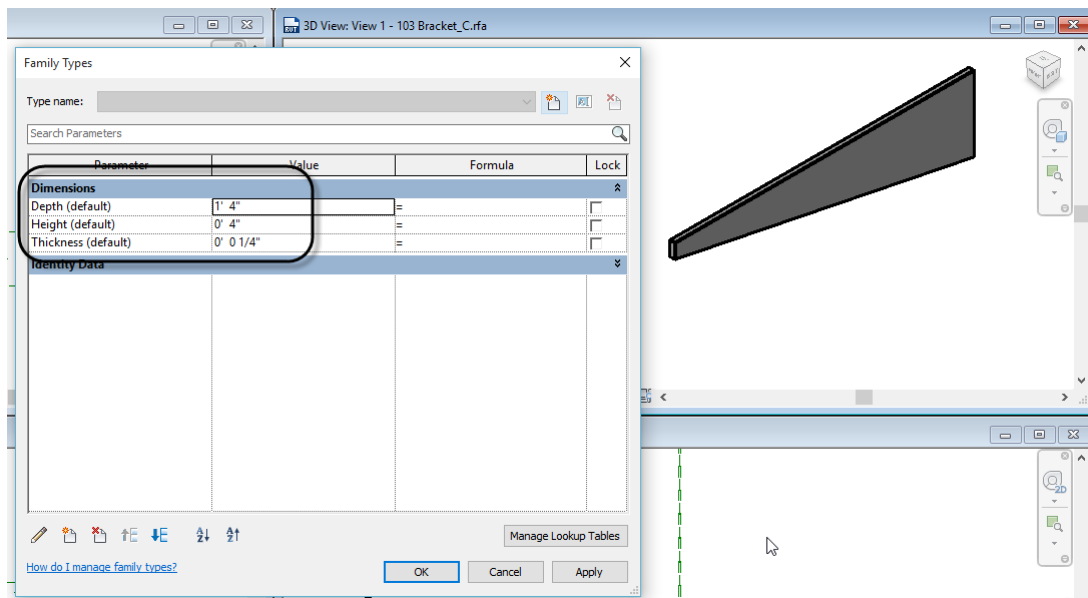 3D View: View 1 - 103 Bracket_C.rfa
Family Types
Type name:
Search Parameters
Parameter Value Formula Lock
Dimensions
Depth (default) 1' 4" =
Height (default) 0' 4" =
Thickness (default) 0' 0 1/4" =
Identity Data
Manage Lookup Tables
How do I manage family types?
OK Cancel Apply
2D